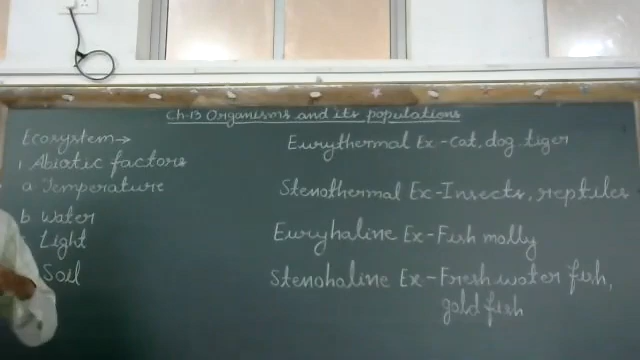 Ch-13 Organisms and its populations
Ecosystem→
1 Abiotic factors
a Temperature
b Water
Light
Soil
Eurythermal Ex-Cat, dog tiger
Stenothermal Ex-Insects, reptiles
Euryhaline Ex-Fish molly
Stenohaline Ex-Fresh water fish,
gold fish